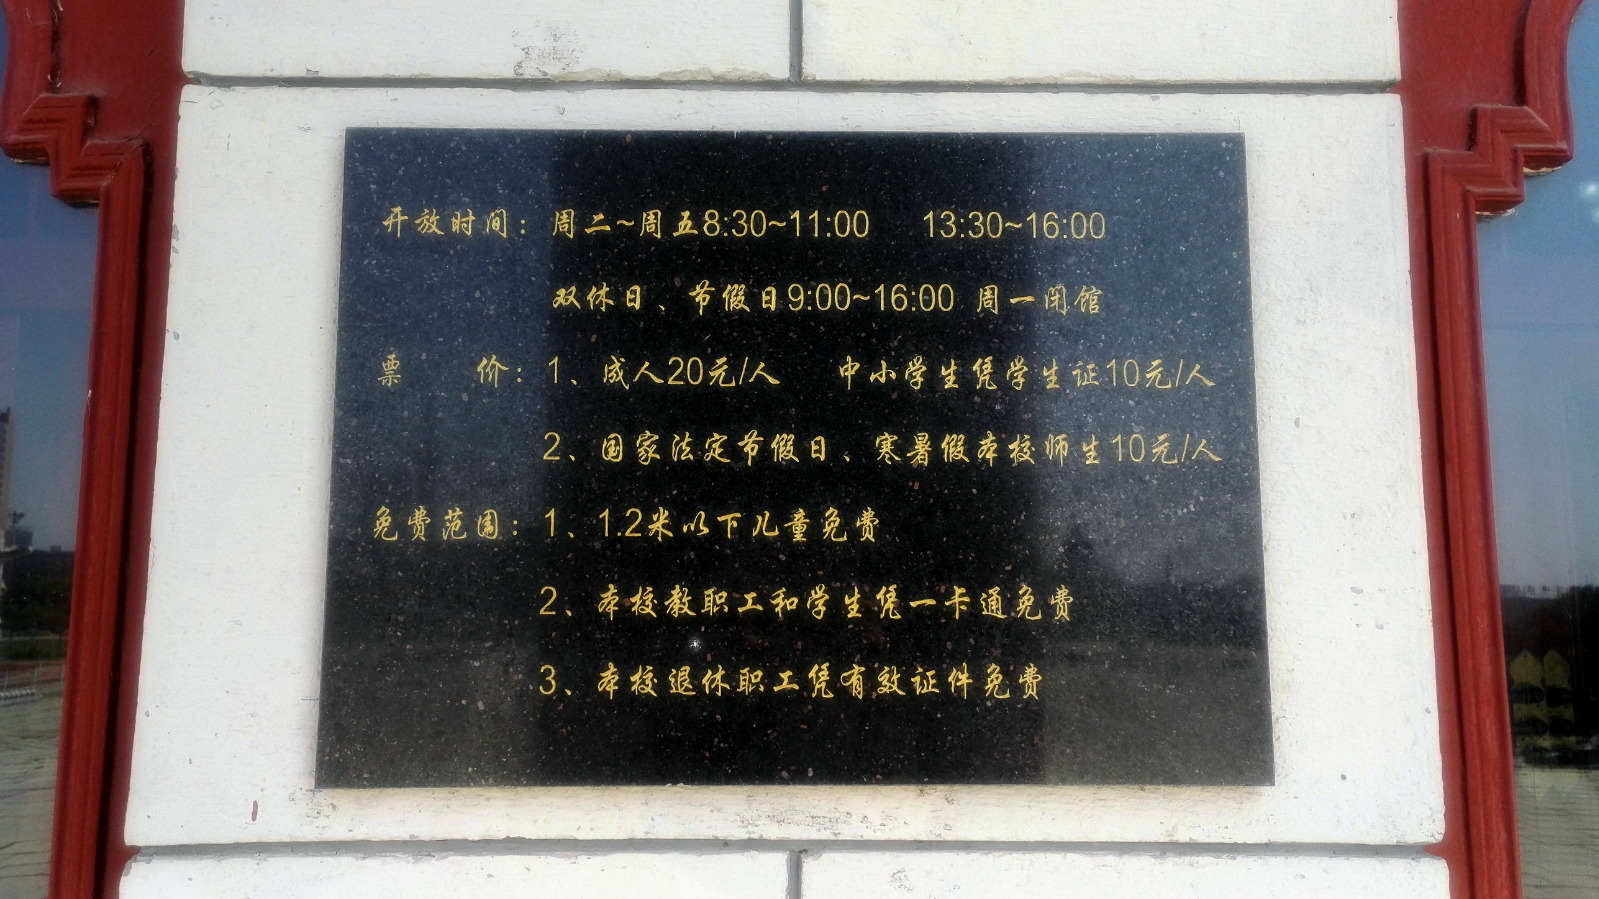 开放时间：周二~周五8:30~11:00 13:30~16:00
双休日、节假日9:00~16:00 周一闭馆
票 价：1、成人20元/人 中小学生凭学生证10元/人
2、国家法定节假日、寒暑假本校师生10元/人
免费范围：1、1.2米以下儿童免费
2、本校教职工和学生凭一卡通免费
3、本校退休职工凭有效证件免费